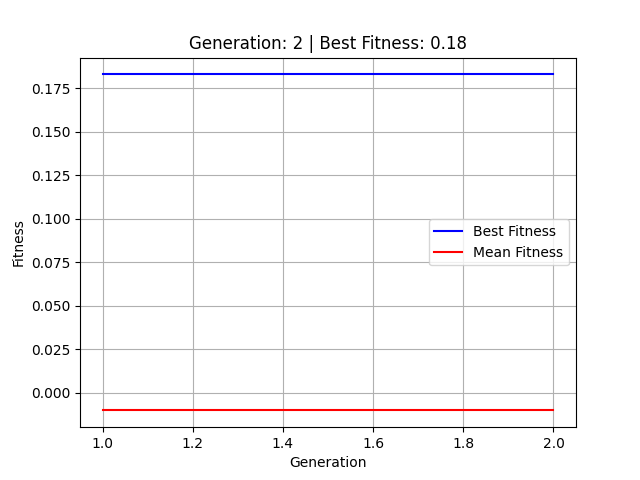 Generation: 2 | Best Fitness: 0.18
Fitness
0.175
0.150
0.125
0.100
0.075
0.050
0.025
0.000
Best Fitness
Mean Fitness
1.0 1.2 1.4 1.6 1.8 2.0
Generation